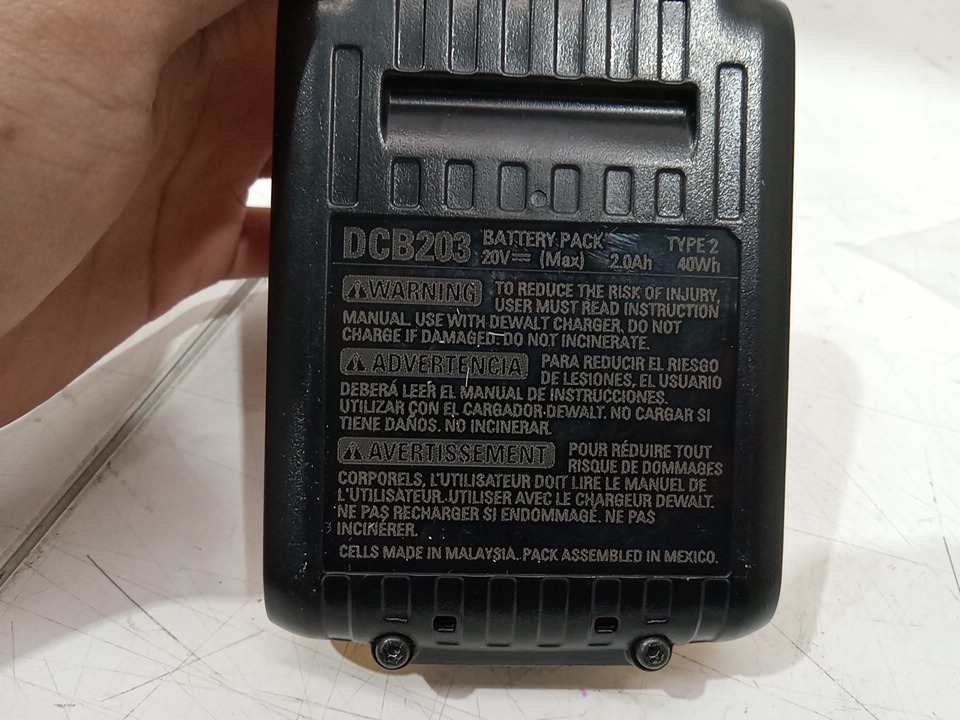 DCB203 BATTERY PACK TYPE 2
20V⎓ (Max) 2.0Ah 40Wh
⚠WARNING TO REDUCE THE RISK OF INJURY,
USER MUST READ INSTRUCTION
MANUAL. USE WITH DEWALT CHARGER, DO NOT
CHARGE IF DAMAGED. DO NOT INCINERATE.
⚠ADVERTENCIA PARA REDUCIR EL RIESGO
DE LESIONES, EL USUARIO
DEBERÁ LEER EL MANUAL DE INSTRUCCIONES.
UTILIZAR CON EL CARGADOR DEWALT. NO CARGAR SI
TIENE DAÑOS. NO INCINERAR.
⚠AVERTISSEMENT POUR RÉDUIRE TOUT
RISQUE DE DOMMAGES
CORPORELS, L'UTILISATEUR DOIT LIRE LE MANUEL DE
L'UTILISATEUR. UTILISER AVEC LE CHARGEUR DEWALT.
NE PAS RECHARGER SI ENDOMMAGÉ. NE PAS
INCINÉRER.
CELLS MADE IN MALAYSIA. PACK ASSEMBLED IN MEXICO.